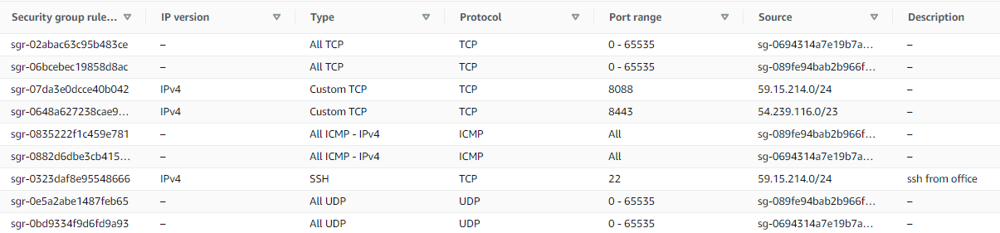 Security group rule... IP version Type Protocol Port range Source Description
sgr-02abac63c95b483ce – All TCP TCP 0 - 65535 sg-0694314a7e19b7a... –
sgr-06bcebec19858d8ac – All TCP TCP 0 - 65535 sg-089fe94bab2b966f... –
sgr-07da3e0dcce40b042 IPv4 Custom TCP TCP 8088 59.15.214.0/24 –
sgr-0648a627238cae9... IPv4 Custom TCP TCP 8443 54.239.116.0/23 –
sgr-0835222f1c459e781 – All ICMP - IPv4 ICMP All sg-089fe94bab2b966f... –
sgr-0882d6dbe3cb415... – All ICMP - IPv4 ICMP All sg-0694314a7e19b7a... –
sgr-0323daf8e95548666 IPv4 SSH TCP 22 59.15.214.0/24 ssh from office
sgr-0e5a2abe1487feb65 – All UDP UDP 0 - 65535 sg-089fe94bab2b966f... –
sgr-0bd9334f9d6fd9a93 – All UDP UDP 0 - 65535 sg-0694314a7e19b7a... –